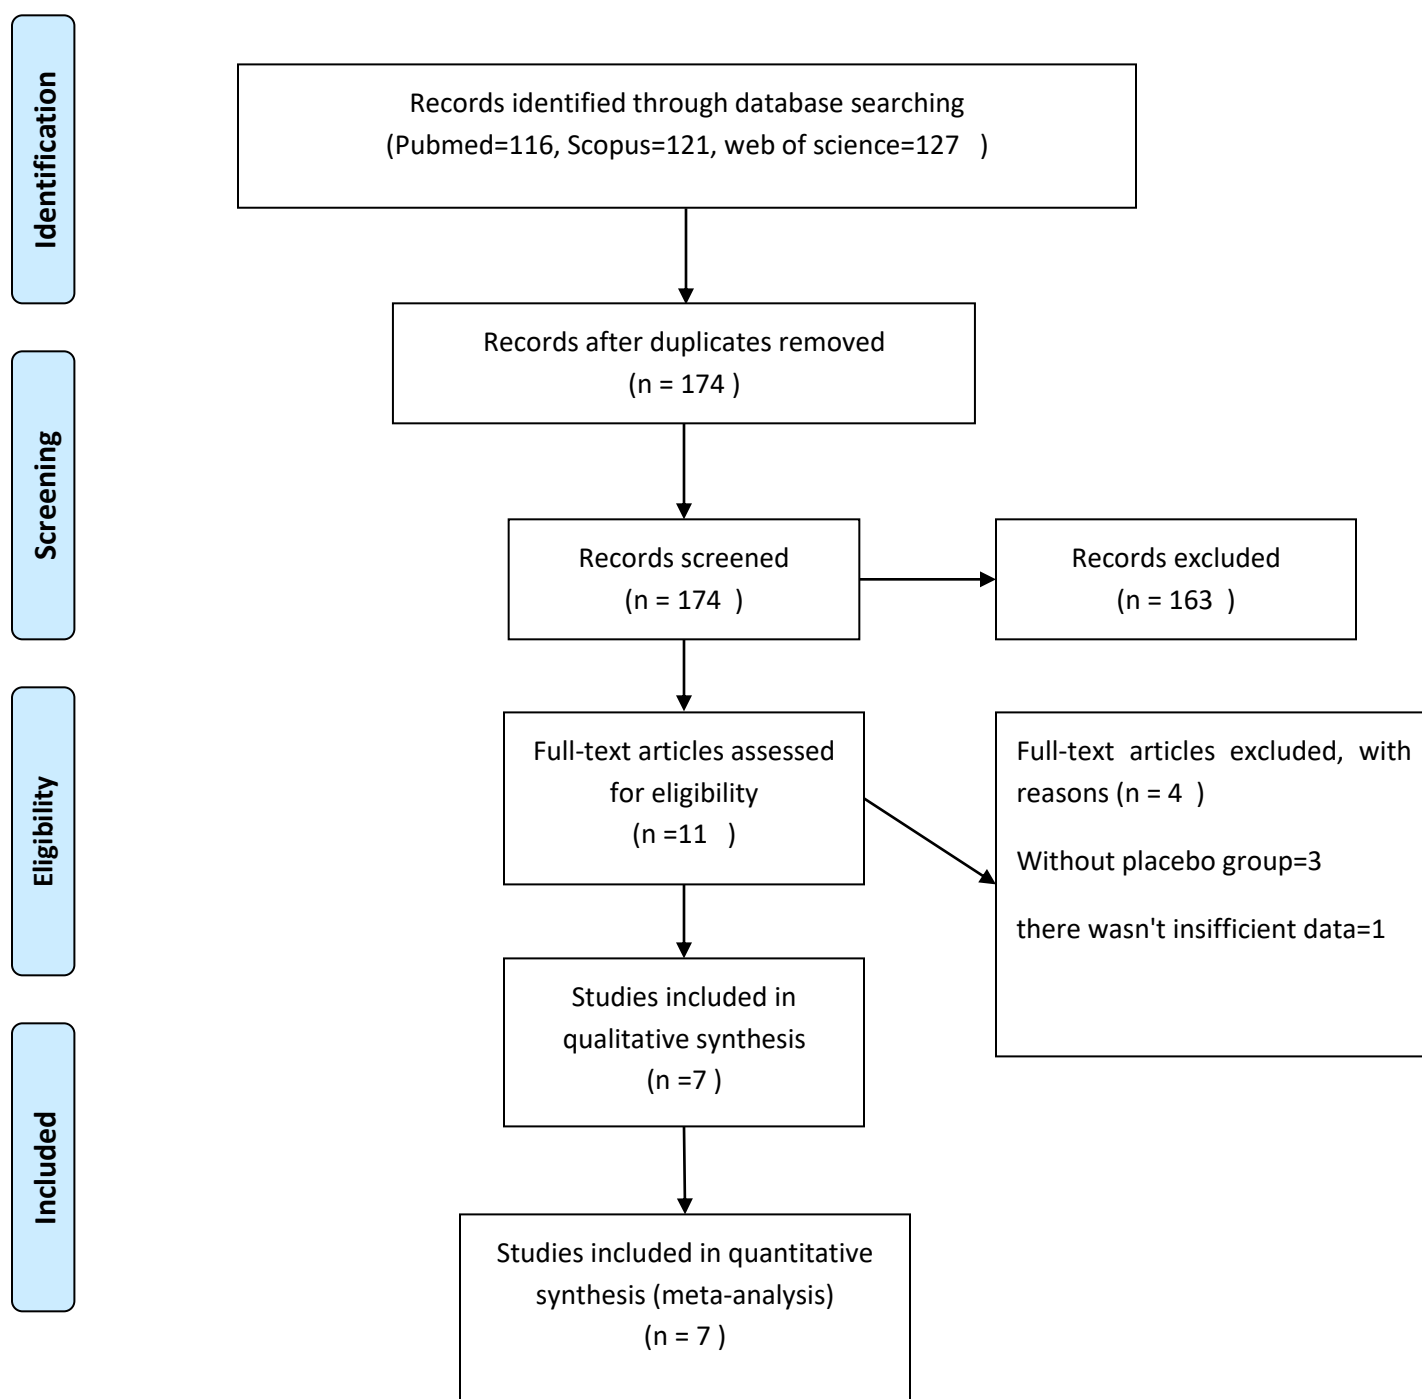 Identification
Records identified through database searching
(Pubmed=116, Scopus=121, web of science=127 )
Records after duplicates removed
(n = 174 )
Screening
Records screened
(n = 174 )
Records excluded
(n = 163 )
Eligibility
Full-text articles assessed
for eligibility
(n =11 )
Full-text articles excluded, with
reasons (n = 4 )
Without placebo group=3
there wasn't insifficient data=1
Studies included in
qualitative synthesis
(n =7 )
Included
Studies included in quantitative
synthesis (meta-analysis)
(n = 7 )